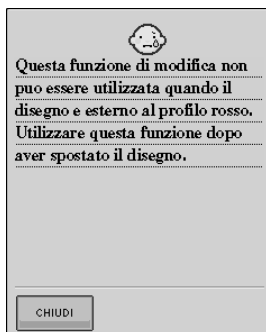 Questa funzione di modifica non
puo essere utilizzata quando il
disegno e esterno al profilo rosso.
Utilizzare questa funzione dopo
aver spostato il disegno.
CHIUDI